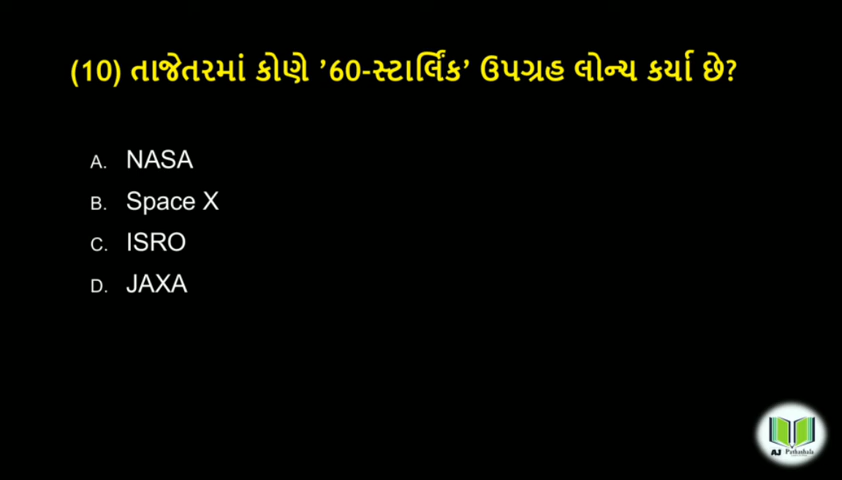 (10) તાજેતરમાં કોણે '60-સ્ટાર્લિંક' ઉપગ્રહ લોન્ચ કર્યા છે?
A. NASA
B. Space X
C. ISRO
D. JAXA
AJ Pathshala